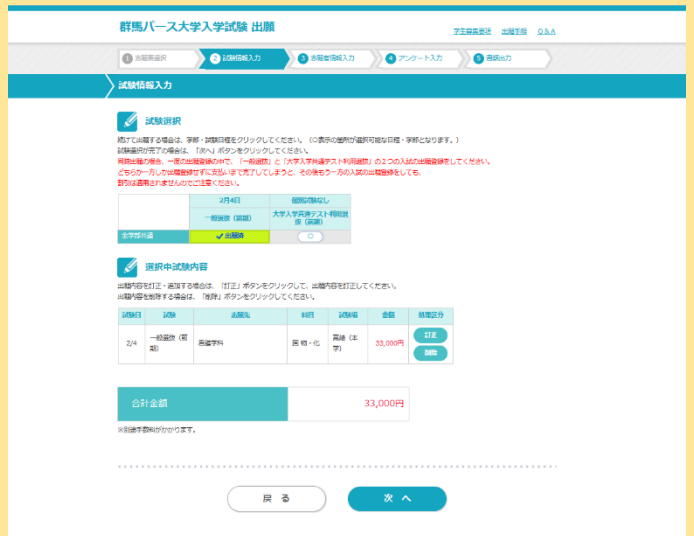 群馬パース大学入学試験 出願
学生募集要項 出願手順 Q&A
1 志願票選択
2 試験情報入力
3 志願者情報入力
4 アンケート入力
5 書類出力
試験情報入力
試験選択
続けて出願する場合は、学部・試験日程をクリックしてください。（○表示の箇所が選択可能な日程・学部となります。）
試験選択が完了の場合は、「次へ」ボタンをクリックしてください。
同時出願の場合、一度の出願登録の中で、「一般選抜」と「大学入学共通テスト利用選抜」の2つの入試の出願登録をしてください。
どちらか一方しか出願登録せずに支払いまで完了してしまうと、その後もう一方の入試の出願登録をしても、
割引は適用されませんのでご注意ください。
2月4日 個別試験なし
一般選抜（前期） 大学入学共通テスト利用選
抜（前期）
全学部共通 ✓出願済 ○
選択中試験内容
出願内容を訂正・追加する場合は、「訂正」ボタンをクリックして、出願内容を訂正してください。
出願内容を削除する場合は、「削除」ボタンをクリックしてください。
試験日 試験 出願先 科目 試験場 金額 処理区分
2/4 一般選抜（前
期） 看護学科 国 物・化 高崎（本
学） 33,000円 訂正
削除
合計金額 33,000円
※別途手数料がかかります。
戻 る
次 へ